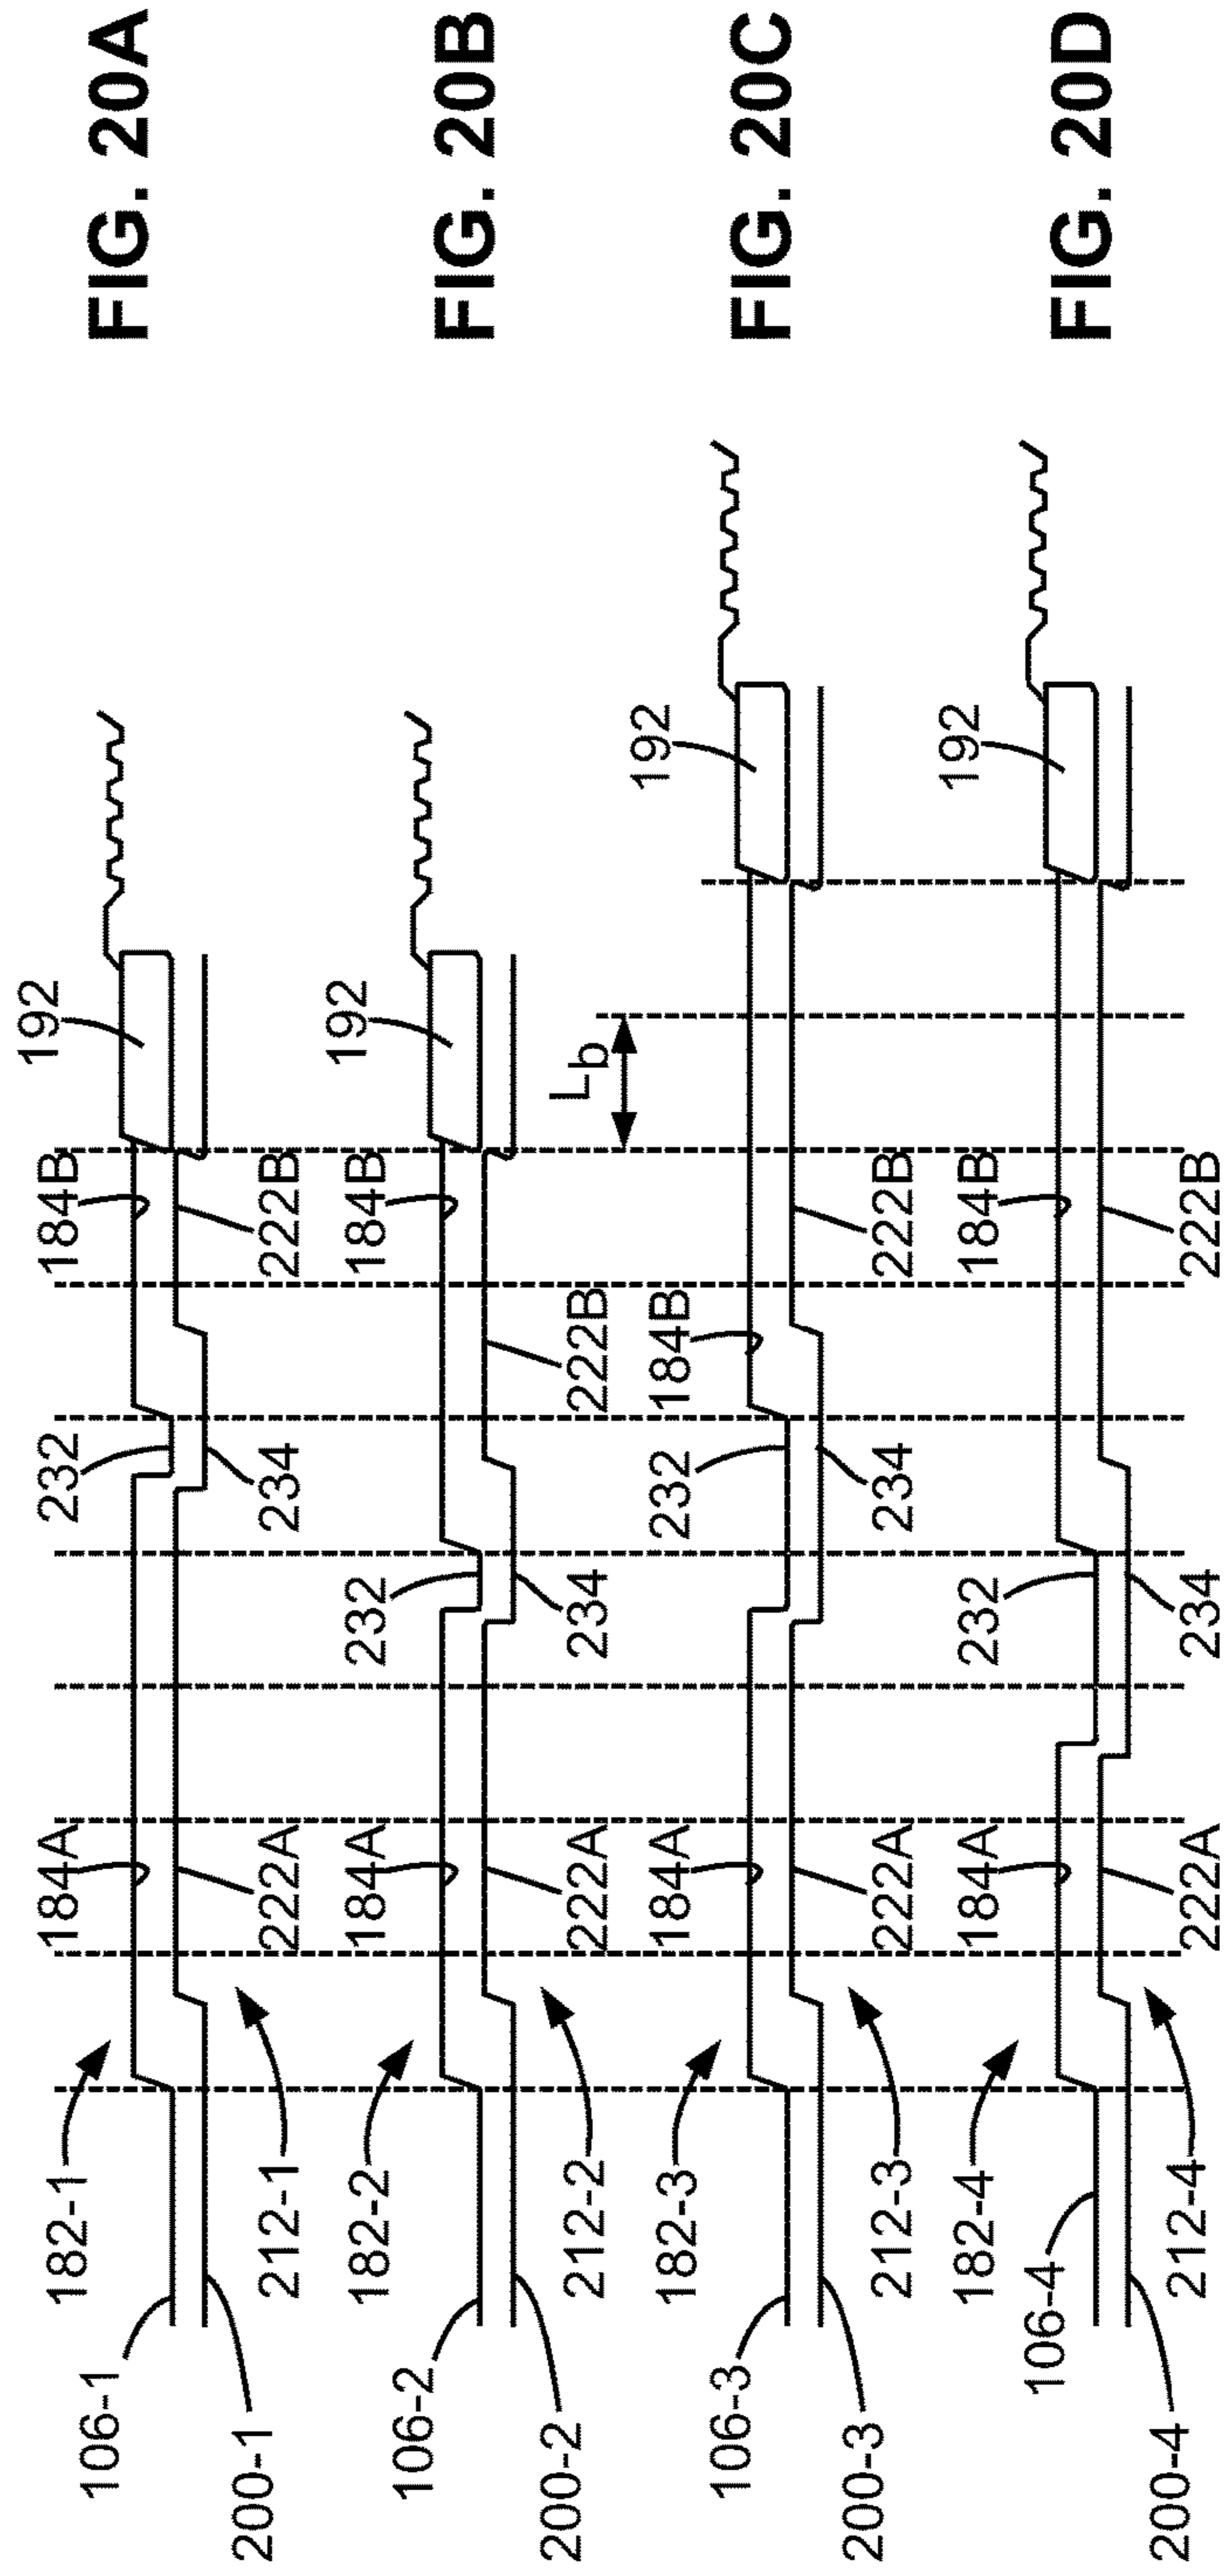 FIG. 20A
192
184B
222B
232
234
184A
222A
182-1
212-1
106-1
200-1
FIG. 20B
192
184B
222B
232
234
184A
222A
182-2
212-2
106-2
200-2
FIG. 20C
192
Lb
184B
222B
232
234
184A
222A
182-3
212-3
106-3
200-3
FIG. 20D
192
184B
222B
232
234
184A
222A
182-4
212-4
106-4
200-4